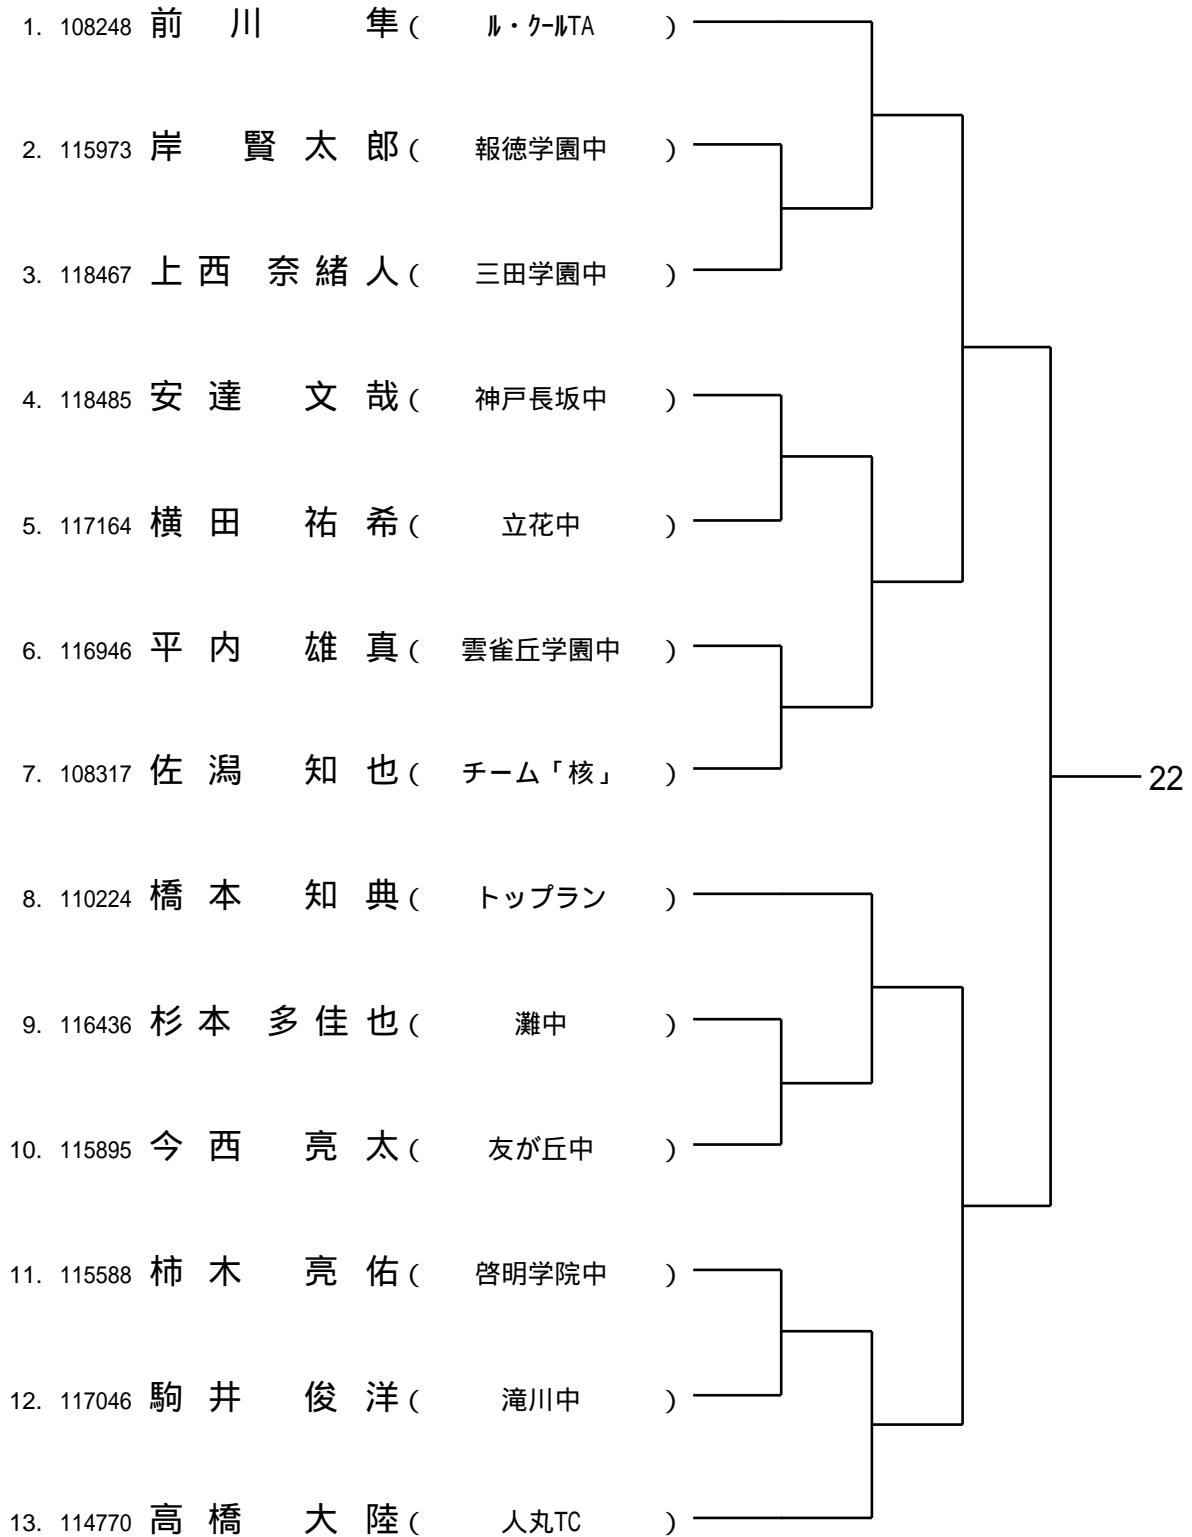 1. 108248 前川 隼 ( ル・クールTA )
2. 115973 岸 賢太郎 ( 報徳学園中 )
3. 118467 上西 奈緒人 ( 三田学園中 )
4. 118485 安達 文哉 ( 神戸長坂中 )
5. 117164 横田 祐希 ( 立花中 )
6. 116946 平内 雄真 ( 雲雀丘学園中 )
7. 108317 佐潟 知也 ( チーム「核」 )
22
8. 110224 橋本 知典 ( トップラン )
9. 116436 杉本 多佳也 ( 灘中 )
10. 115895 今西 亮太 ( 友が丘中 )
11. 115588 柿木 亮佑 ( 啓明学院中 )
12. 117046 駒井 俊洋 ( 滝川中 )
13. 114770 高橋 大陸 ( 人丸TC )